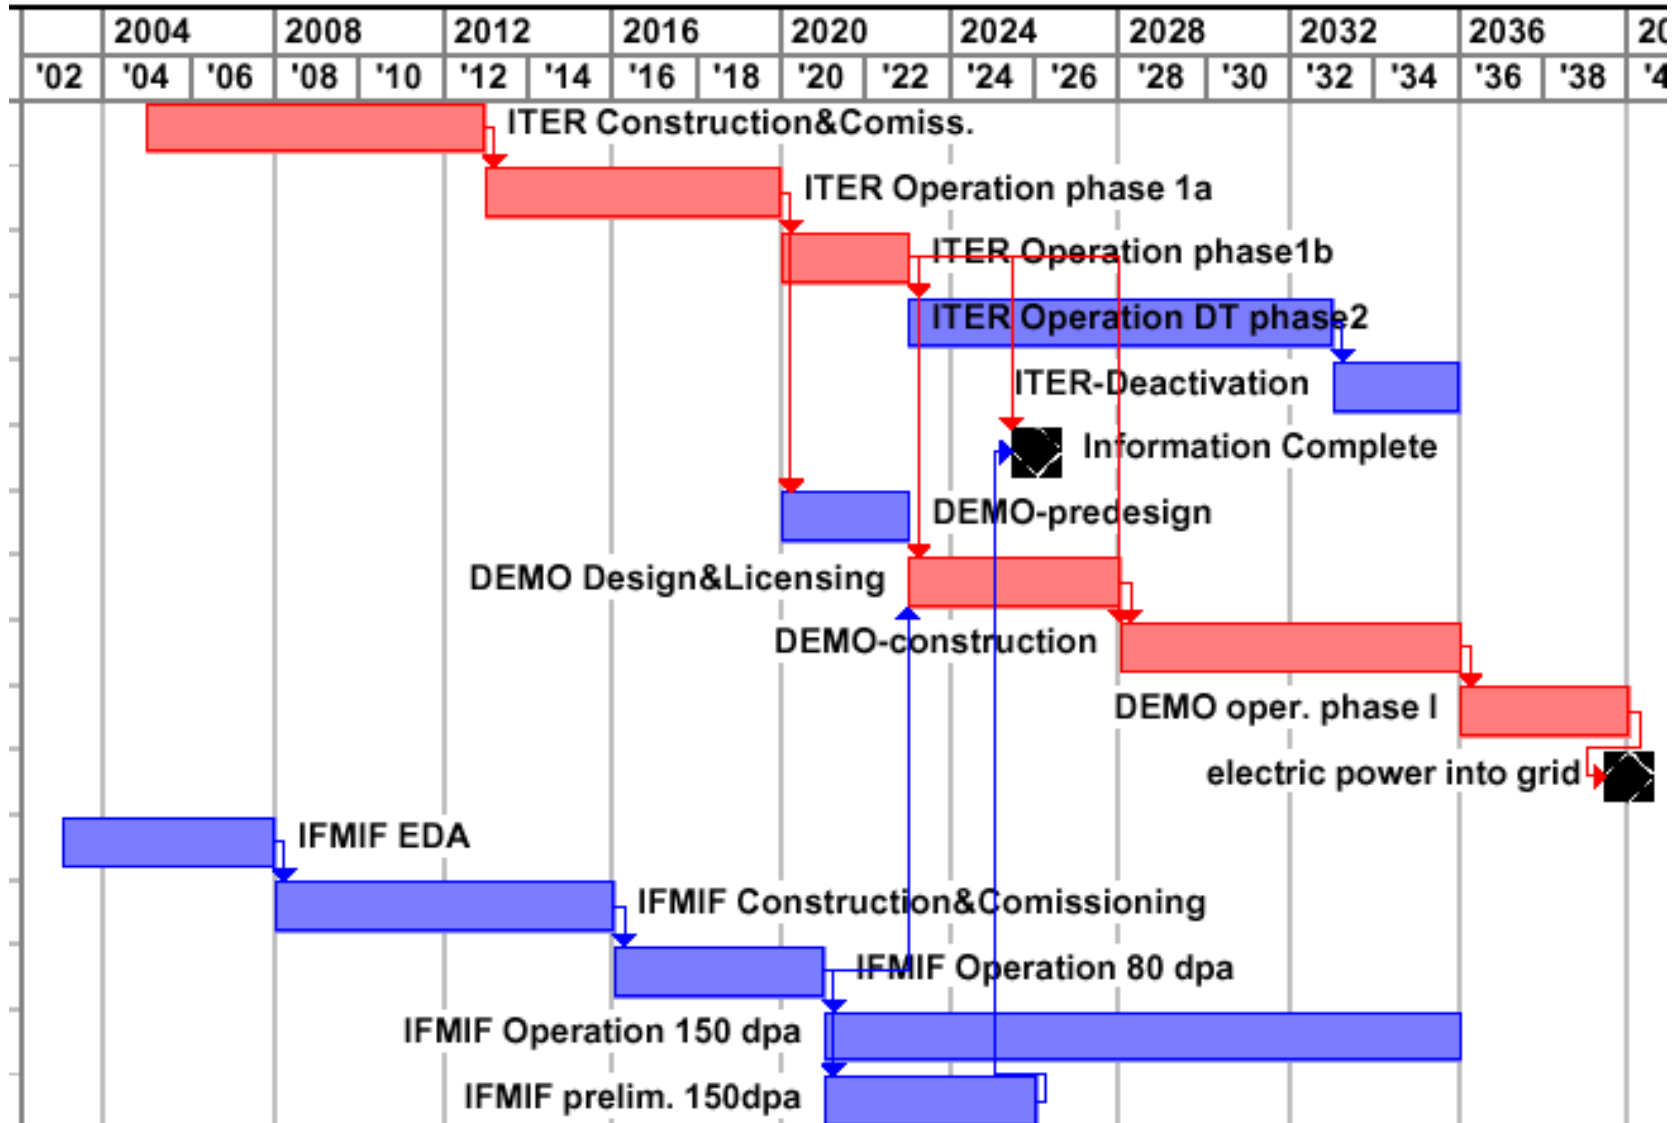 2004 2008 2012 2016 2020 2024 2028 2032 2036 20
'02 '04 '06 '08 '10 '12 '14 '16 '18 '20 '22 '24 '26 '28 '30 '32 '34 '36 '38 '4
ITER Construction&Comiss.
ITER Operation phase 1a
ITER Operation phase1b
ITER Operation DT phase2
ITER-Deactivation
Information Complete
DEMO-predesign
DEMO Design&Licensing
DEMO-construction
DEMO oper. phase I
electric power into grid
IFMIF EDA
IFMIF Construction&Comissioning
IFMIF Operation 80 dpa
IFMIF Operation 150 dpa
IFMIF prelim. 150dpa